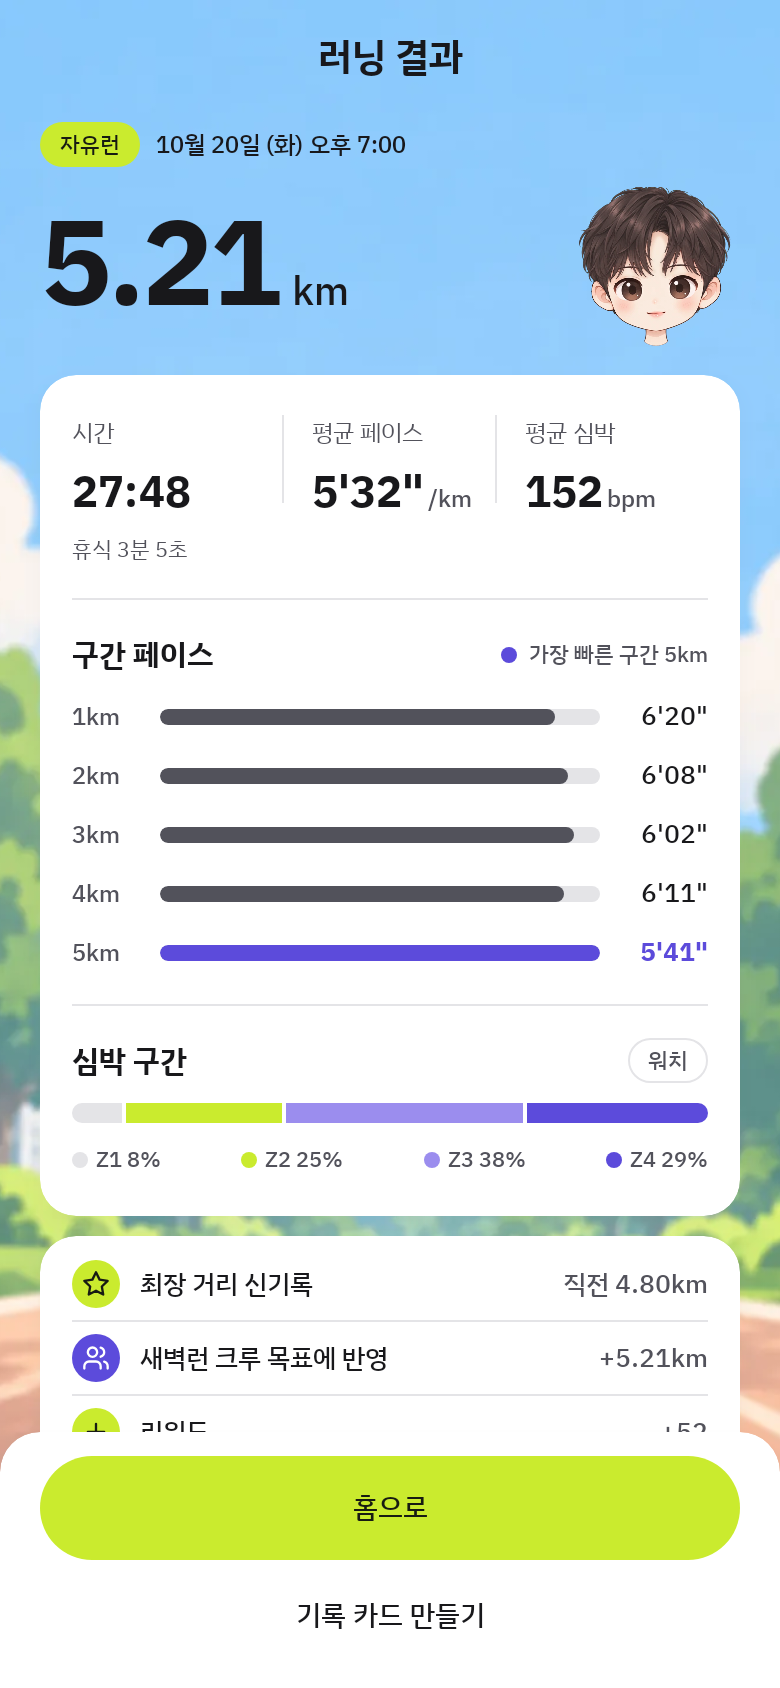 러닝 결과
자유런 10월 20일 (화) 오후 7:00
5.21 km
시간 평균 페이스 평균 심박
27:48 5'32" /km 152 bpm
휴식 3분 5초
구간 페이스 가장 빠른 구간 5km
1km 6'20"
2km 6'08"
3km 6'02"
4km 6'11"
5km 5'41"
심박 구간 워치
Z1 8% Z2 25% Z3 38% Z4 29%
최장 거리 신기록 직전 4.80km
새벽런 크루 목표에 반영 +5.21km
홈으로
기록 카드 만들기